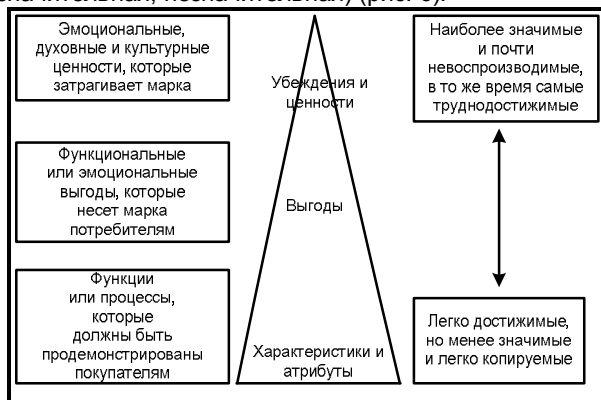 Эмоциональные,
духовные и культурные
ценности, которые
затрагивает марка
Убеждения и
ценности
Наиболее значимые
и почти
невоспроизводимые,
в то же время самые
труднодостижимые
Функциональные
или эмоциональные
выгоды, которые
несет марка
потребителям
Выгоды
Функции
или процессы,
которые
должны быть
продемонстрированы
покупателям
Характеристики и
атрибуты
Легко достижимые,
но менее значимые
и легко копируемые